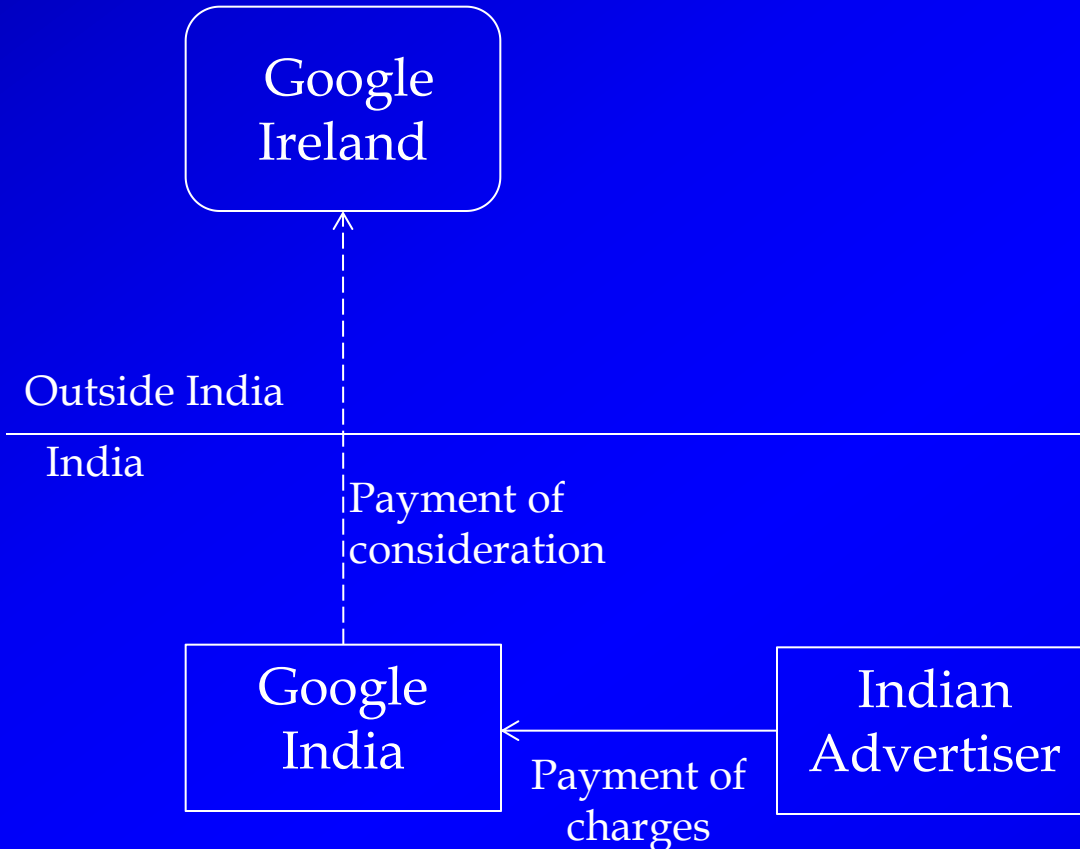 Google
Ireland
Outside India
India
Payment of
consideration
Google
India
Indian
Advertiser
Payment of
charges